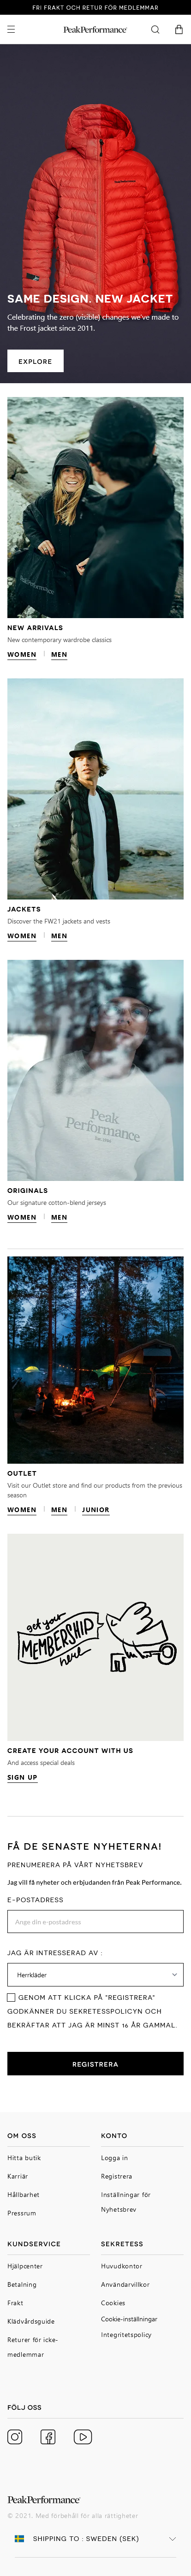 FRI FRAKT OCH RETUR FÖR MEDLEMMAR
PeakPerformance
SAME DESIGN. NEW JACKET
Celebrating the zero (visible) changes we've made to
the Frost jacket since 2011.
EXPLORE
NEW ARRIVALS
New contemporary wardrobe classics
WOMEN
MEN
JACKETS
Discover the FW21 jackets and vests
WOMEN
MEN
Peak
Performance
ORIGINALS
Our signature cotton-blend jerseys
WOMEN
MEN
OUTLET
Visit our Outlet store and find our products from the previous
season
WOMEN
MEN
JUNIOR
get your
MEMBERSHIP
here
CREATE YOUR ACCOUNT WITH US
And access special deals
SIGN UP
FÅ DE SENASTE NYHETERNA!
PRENUMERERA PÅ VÅRT NYHETSBREV
Jag vill få nyheter och erbjudanden från Peak Performance.
E-POSTADRESS
Ange din e-postadress
JAG ÄR INTRESSERAD AV :
Herrkläder
GENOM ATT KLICKA PÅ "REGISTRERA"
GODKÄNNER DU SEKRETESSPOLICYN OCH
BEKRÄFTAR ATT JAG ÄR MINST 16 ÅR GAMMAL.
REGISTRERA
OM OSS
Hitta butik
Karriär
Hållbarhet
Pressrum
KONTO
Logga in
Registrera
Inställningar för
Nyhetsbrev
KUNDSERVICE
Hjälpcenter
Betalning
Frakt
Klädvårdsguide
Returer för icke-
medlemmar
SEKRETESS
Huvudkontor
Användarvillkor
Cookies
Cookie-inställningar
Integritetspolicy
FÖLJ OSS
PeakPerformance
© 2021. Med förbehåll för alla rättigheter
SHIPPING TO : SWEDEN (SEK)